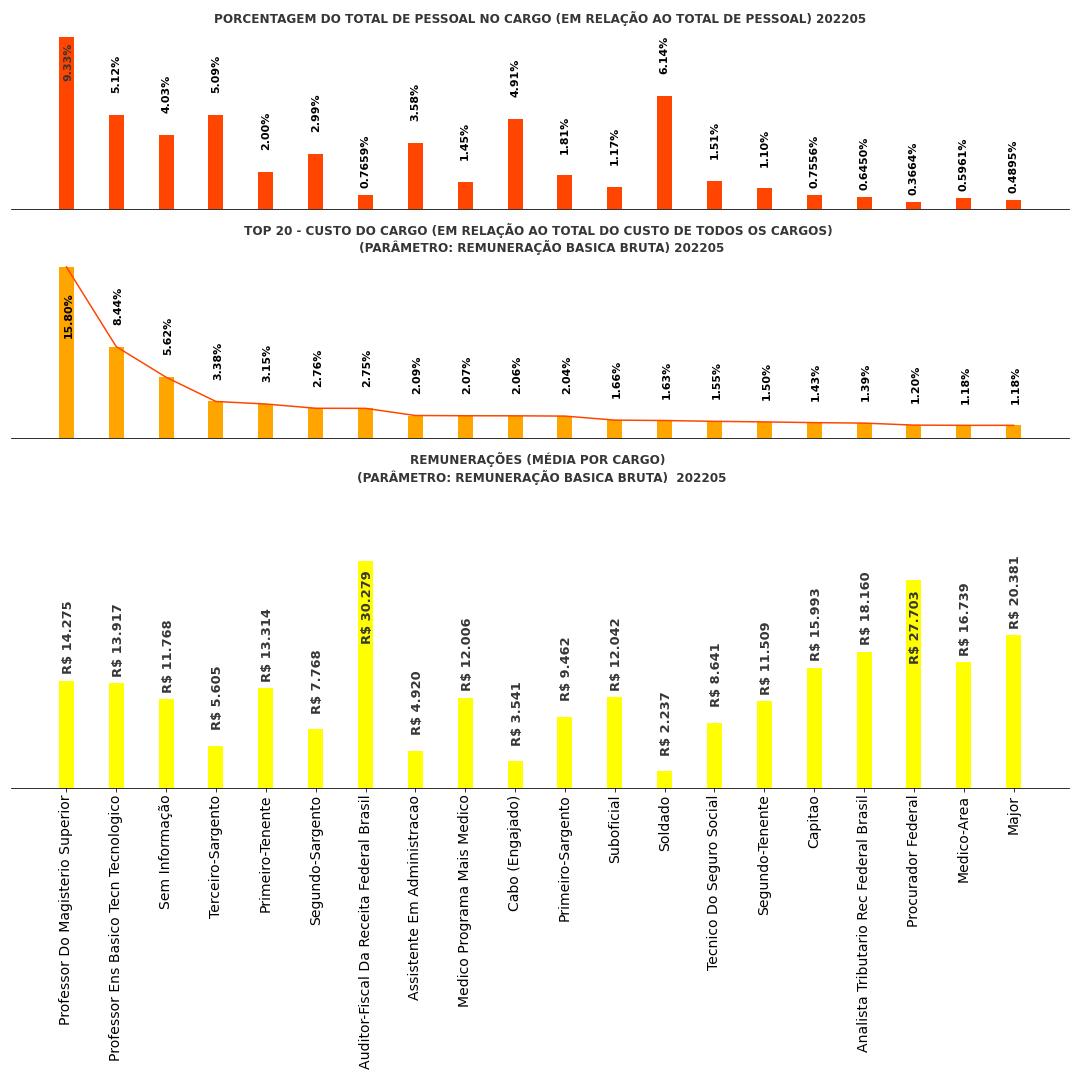 PORCENTAGEM DO TOTAL DE PESSOAL NO CARGO (EM RELAÇÃO AO TOTAL DE PESSOAL) 202205
9.33%
5.12%
4.03%
5.09%
2.00%
2.99%
0.7659%
3.58%
1.45%
4.91%
1.81%
1.17%
6.14%
1.51%
1.10%
0.7556%
0.6450%
0.3664%
0.5961%
0.4895%
TOP 20 - CUSTO DO CARGO (EM RELAÇÃO AO TOTAL DO CUSTO DE TODOS OS CARGOS)
(PARÂMETRO: REMUNERAÇÃO BASICA BRUTA) 202205
15.80%
8.44%
5.62%
3.38%
3.15%
2.76%
2.75%
2.09%
2.07%
2.06%
2.04%
1.66%
1.63%
1.55%
1.50%
1.43%
1.39%
1.20%
1.18%
1.18%
REMUNERAÇÕES (MÉDIA POR CARGO)
(PARÂMETRO: REMUNERAÇÃO BASICA BRUTA)  202205
R$ 14.275
R$ 13.917
R$ 11.768
R$ 5.605
R$ 13.314
R$ 7.768
R$ 30.279
R$ 4.920
R$ 12.006
R$ 3.541
R$ 9.462
R$ 12.042
R$ 2.237
R$ 8.641
R$ 11.509
R$ 15.993
R$ 18.160
R$ 27.703
R$ 16.739
R$ 20.381
Professor Do Magisterio Superior
Professor Ens Basico Tecn Tecnologico
Sem Informação
Terceiro-Sargento
Primeiro-Tenente
Segundo-Sargento
Auditor-Fiscal Da Receita Federal Brasil
Assistente Em Administracao
Medico Programa Mais Medico
Cabo (Engajado)
Primeiro-Sargento
Suboficial
Soldado
Tecnico Do Seguro Social
Segundo-Tenente
Capitao
Analista Tributario Rec Federal Brasil
Procurador Federal
Medico-Area
Major